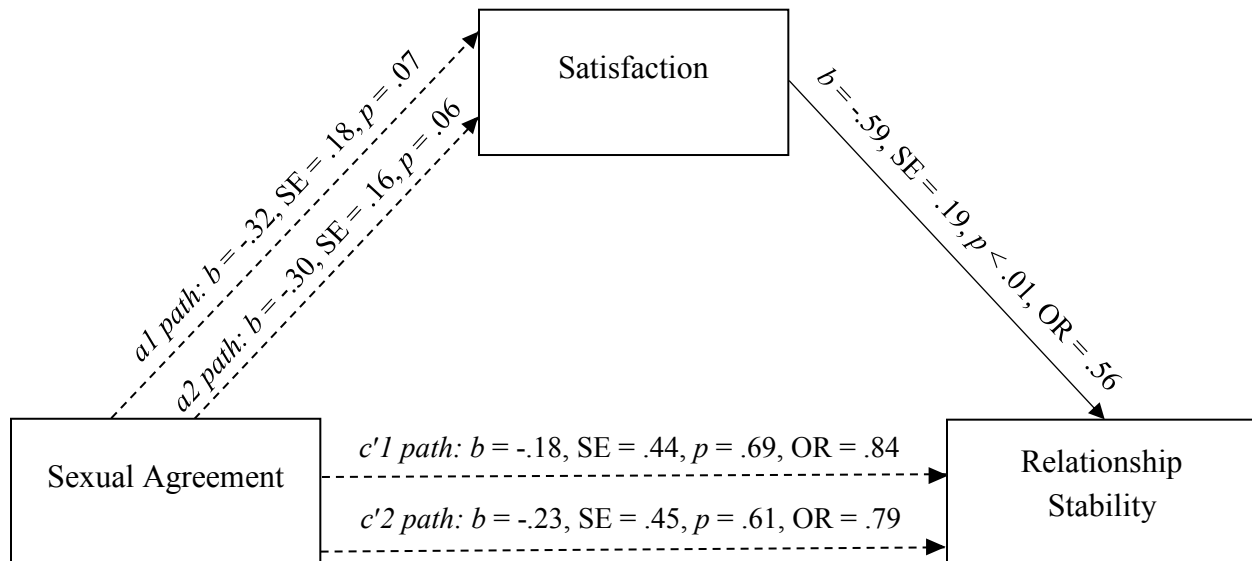 Satisfaction
a1 path: b = -.32, SE = .18, p = .07
a2 path: b = -.30, SE = .16, p = .06
b = -.59, SE = .19, p < .01, OR = .56
Sexual Agreement
c'1 path: b = -.18, SE = .44, p = .69, OR = .84
c'2 path: b = -.23, SE = .45, p = .61, OR = .79
Relationship
Stability